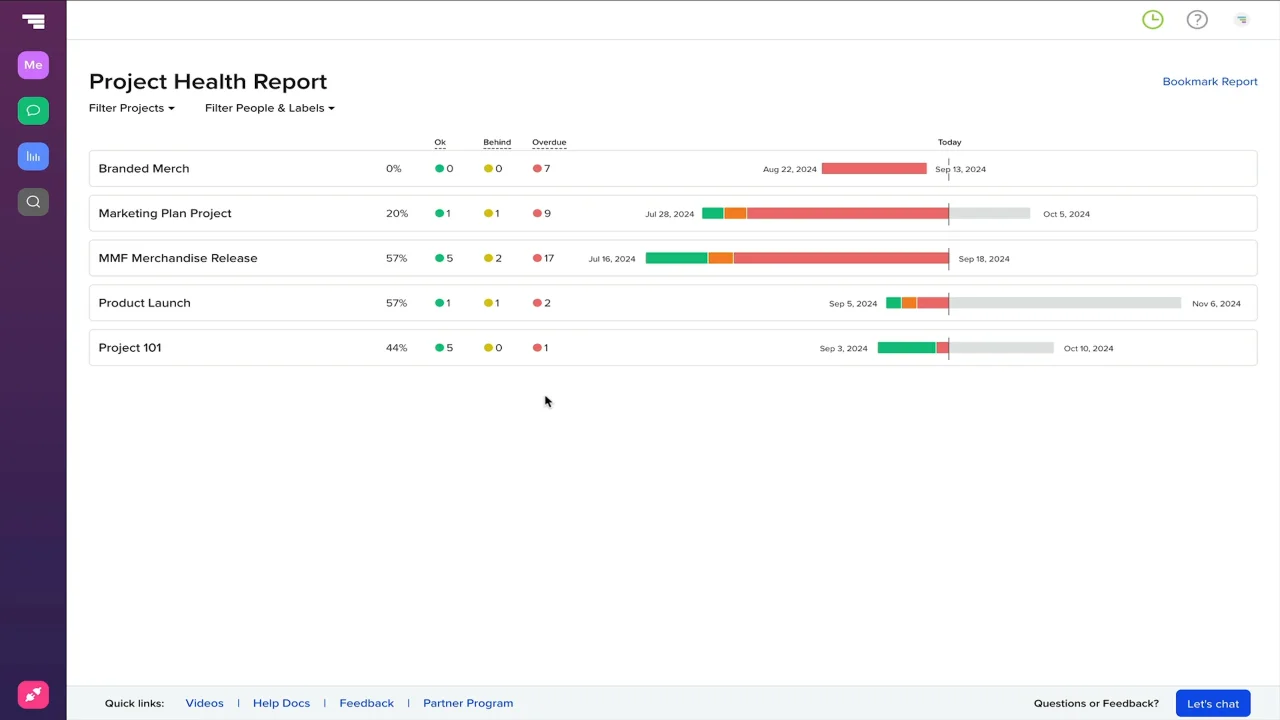 Me
Project Health Report
Bookmark Report
Filter Projects
Filter People & Labels
Ok Behind Overdue Today
Branded Merch 0% 0 0 7 Aug 22, 2024 Sep 13, 2024
Marketing Plan Project 20% 1 1 9 Jul 28, 2024 Oct 5, 2024
MMF Merchandise Release 57% 5 2 17 Jul 16, 2024 Sep 18, 2024
Product Launch 57% 1 1 2 Sep 5, 2024 Nov 6, 2024
Project 101 44% 5 0 1 Sep 3, 2024 Oct 10, 2024
Quick links: Videos | Help Docs | Feedback | Partner Program Questions or Feedback? Let's chat